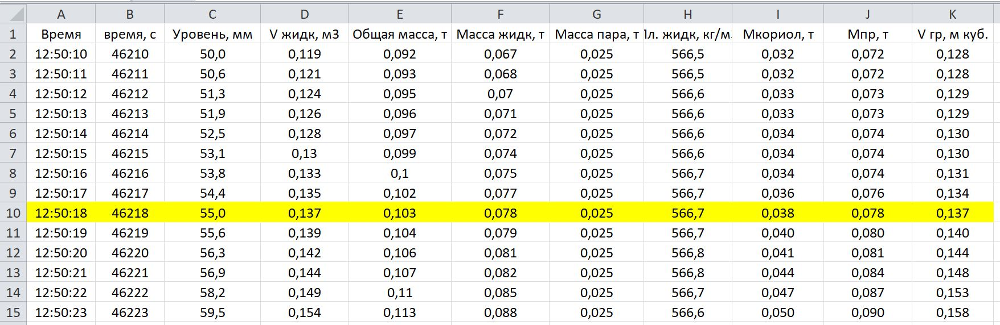 A B C D E F G H I J K
1 Время время, с Уровень, мм V жидк, м3 Общая масса, т Масса жидк, т Масса пара, т Пл. жидк, кг/м3 Мкориол, т Мпр, т V гр, м куб.
2 12:50:10 46210 50,0 0,119 0,092 0,067 0,025 566,5 0,032 0,072 0,128
3 12:50:11 46211 50,6 0,121 0,093 0,068 0,025 566,5 0,032 0,072 0,128
4 12:50:12 46212 51,3 0,124 0,095 0,07 0,025 566,6 0,033 0,073 0,129
5 12:50:13 46213 51,9 0,126 0,096 0,071 0,025 566,6 0,033 0,073 0,129
6 12:50:14 46214 52,5 0,128 0,097 0,072 0,025 566,6 0,034 0,074 0,130
7 12:50:15 46215 53,1 0,13 0,099 0,074 0,025 566,6 0,034 0,074 0,130
8 12:50:16 46216 53,8 0,133 0,1 0,075 0,025 566,7 0,034 0,074 0,131
9 12:50:17 46217 54,4 0,135 0,102 0,077 0,025 566,7 0,036 0,076 0,134
10 12:50:18 46218 55,0 0,137 0,103 0,078 0,025 566,7 0,038 0,078 0,137
11 12:50:19 46219 55,6 0,139 0,104 0,079 0,025 566,7 0,040 0,080 0,140
12 12:50:20 46220 56,3 0,142 0,106 0,081 0,025 566,8 0,041 0,081 0,144
13 12:50:21 46221 56,9 0,144 0,107 0,082 0,025 566,8 0,044 0,084 0,148
14 12:50:22 46222 58,2 0,149 0,11 0,085 0,025 566,7 0,047 0,087 0,153
15 12:50:23 46223 59,5 0,154 0,113 0,088 0,025 566,6 0,050 0,090 0,158